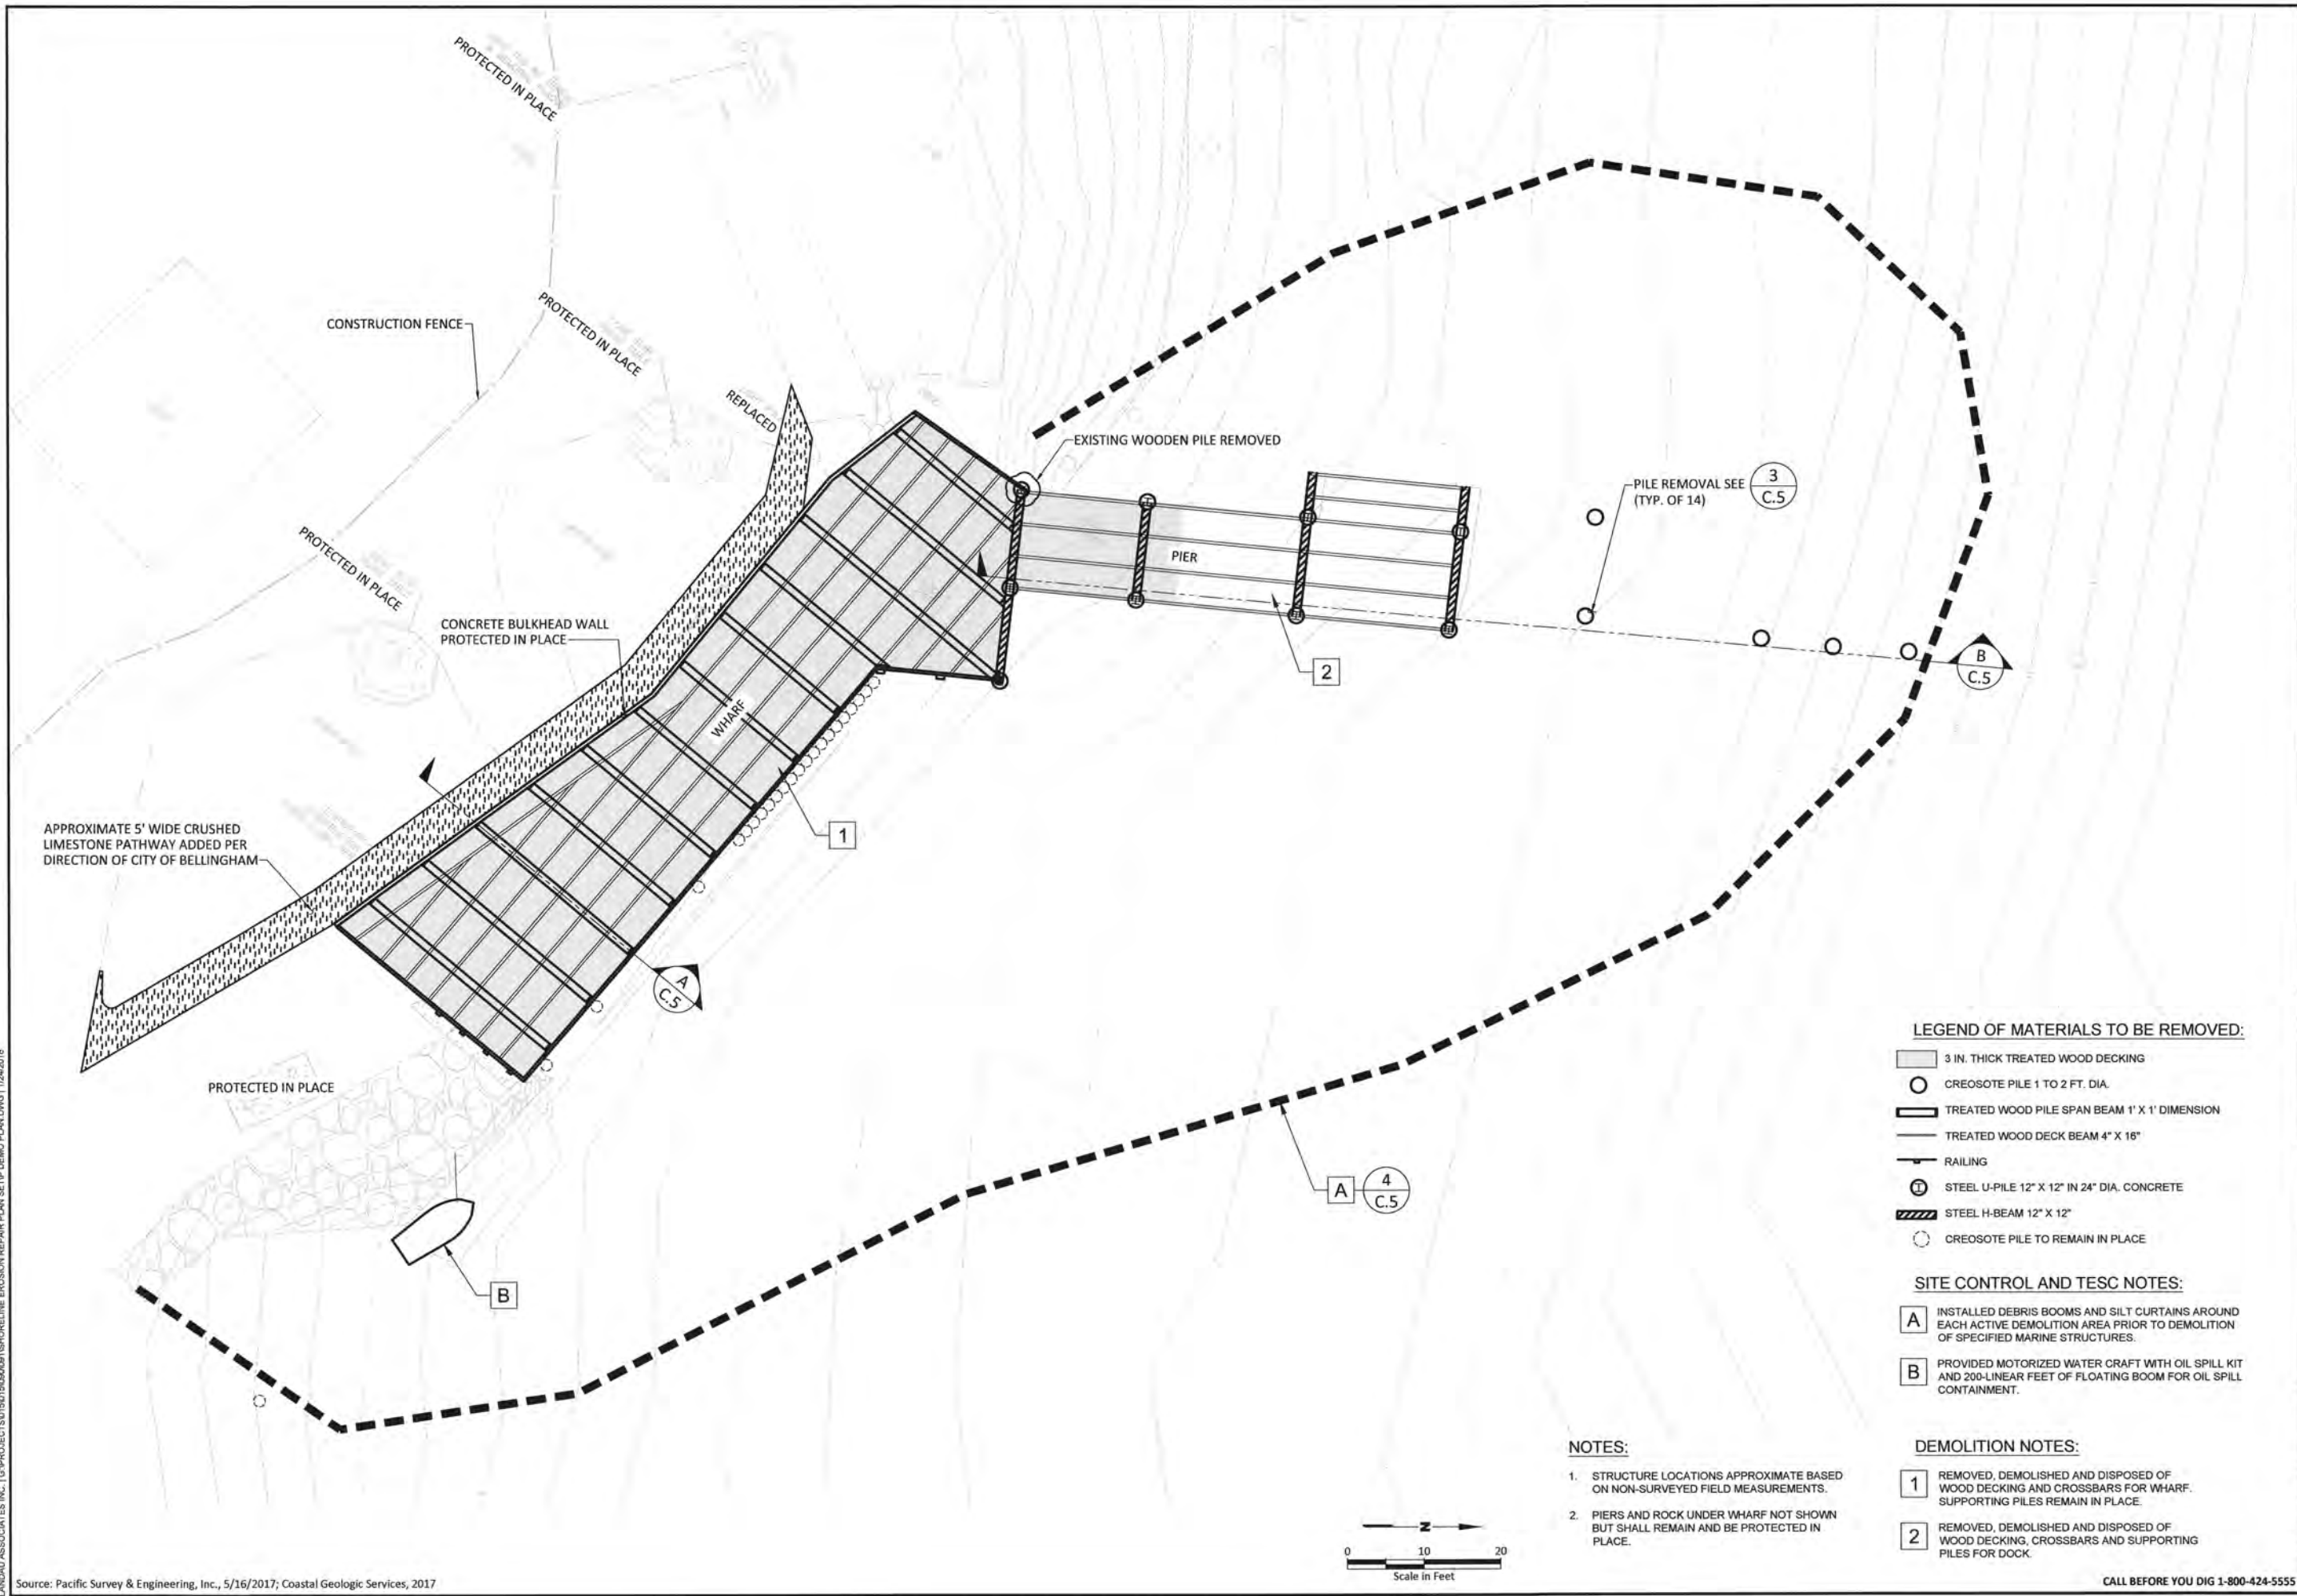 PROTECTED IN PLACE
CONSTRUCTION FENCE
PROTECTED IN PLACE
REPLACED
EXISTING WOODEN PILE REMOVED
PILE REMOVAL SEE
(TYP. OF 14)
3
C.5
PIER
2
B
C.5
PROTECTED IN PLACE
CONCRETE BULKHEAD WALL
PROTECTED IN PLACE
WHARF
1
APPROXIMATE 5' WIDE CRUSHED
LIMESTONE PATHWAY ADDED PER
DIRECTION OF CITY OF BELLINGHAM
A
C.5
PROTECTED IN PLACE
B
A
4
C.5
LEGEND OF MATERIALS TO BE REMOVED:
3 IN. THICK TREATED WOOD DECKING
CREOSOTE PILE 1 TO 2 FT. DIA.
TREATED WOOD PILE SPAN BEAM 1' X 1' DIMENSION
TREATED WOOD DECK BEAM 4" X 16"
RAILING
STEEL U-PILE 12" X 12" IN 24" DIA. CONCRETE
STEEL H-BEAM 12" X 12"
CREOSOTE PILE TO REMAIN IN PLACE
SITE CONTROL AND TESC NOTES:
A
INSTALLED DEBRIS BOOMS AND SILT CURTAINS AROUND
EACH ACTIVE DEMOLITION AREA PRIOR TO DEMOLITION
OF SPECIFIED MARINE STRUCTURES.
B
PROVIDED MOTORIZED WATER CRAFT WITH OIL SPILL KIT
AND 200-LINEAR FEET OF FLOATING BOOM FOR OIL SPILL
CONTAINMENT.
NOTES:
1. STRUCTURE LOCATIONS APPROXIMATE BASED
ON NON-SURVEYED FIELD MEASUREMENTS.
2. PIERS AND ROCK UNDER WHARF NOT SHOWN
BUT SHALL REMAIN AND BE PROTECTED IN
PLACE.
DEMOLITION NOTES:
1
REMOVED, DEMOLISHED AND DISPOSED OF
WOOD DECKING AND CROSSBARS FOR WHARF.
SUPPORTING PILES REMAIN IN PLACE.
2
REMOVED, DEMOLISHED AND DISPOSED OF
WOOD DECKING, CROSSBARS AND SUPPORTING
PILES FOR DOCK.
N
0 10 20
Scale in Feet
Source: Pacific Survey & Engineering, Inc., 5/16/2017; Coastal Geologic Services, 2017
CALL BEFORE YOU DIG 1-800-424-5555